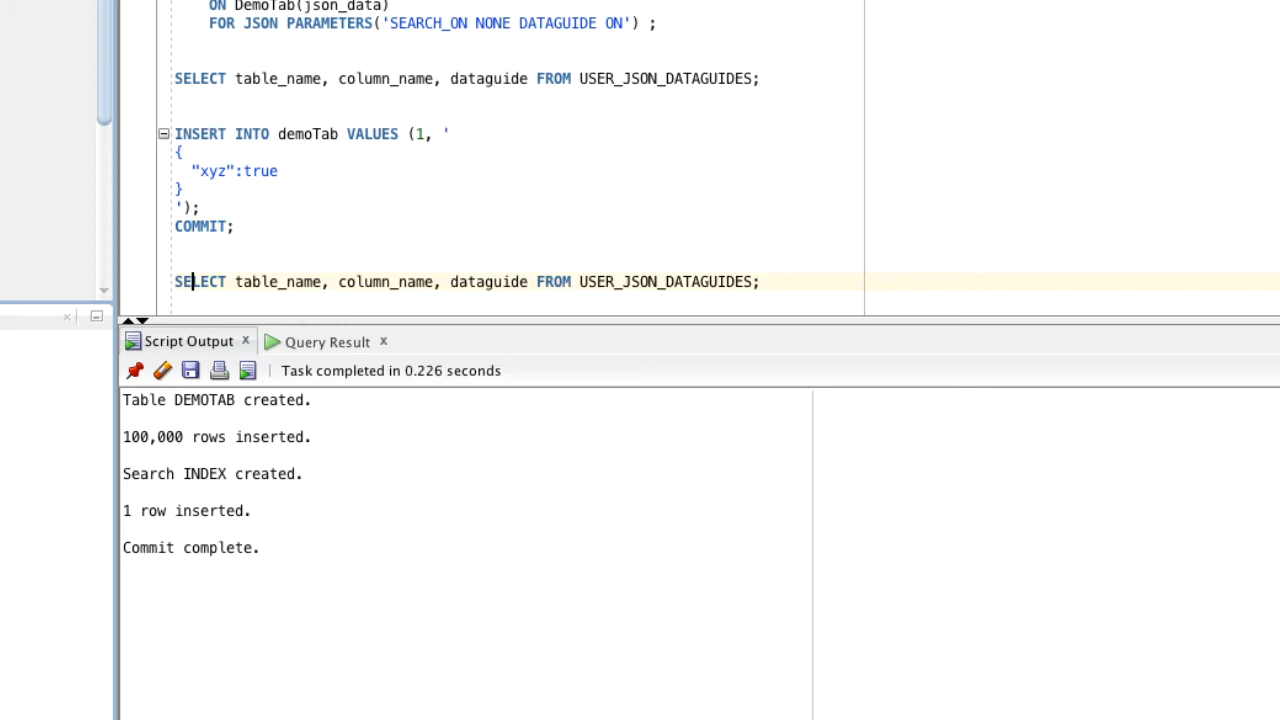 ON DemoTab(json_data)
FOR JSON PARAMETERS('SEARCH_ON NONE DATAGUIDE ON') ;
SELECT table_name, column_name, dataguide FROM USER_JSON_DATAGUIDES;
INSERT INTO demoTab VALUES (1, '
{
"xyz":true
}
');
COMMIT;
SELECT table_name, column_name, dataguide FROM USER_JSON_DATAGUIDES;
Script Output x Query Result x
Task completed in 0.226 seconds
Table DEMOTAB created.
100,000 rows inserted.
Search INDEX created.
1 row inserted.
Commit complete.